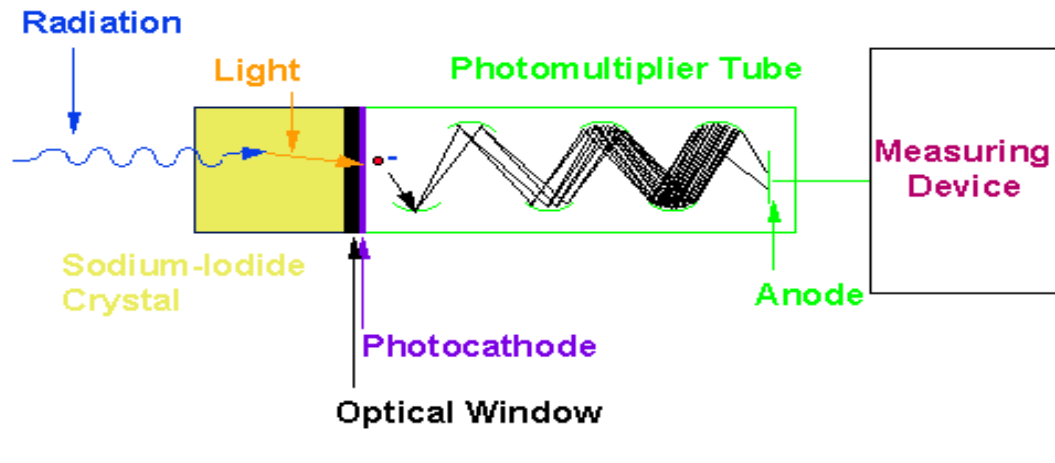 Radiation
Light
Photomultiplier Tube
Measuring
Device
Sodium-Iodide
Crystal
Anode
Photocathode
Optical Window